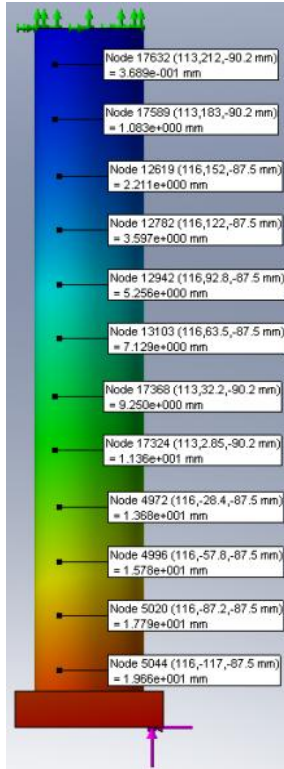 Node 17632 (113,212,-90.2 mm)
= 3.689e-001 mm
Node 17589 (113,183,-90.2 mm)
= 1.083e+000 mm
Node 12619 (116,152,-87.5 mm)
= 2.211e+000 mm
Node 12782 (116,122,-87.5 mm)
= 3.597e+000 mm
Node 12942 (116,92.8,-87.5 mm)
= 5.256e+000 mm
Node 13103 (116,63.5,-87.5 mm)
= 7.129e+000 mm
Node 17368 (113,32.2,-90.2 mm)
= 9.250e+000 mm
Node 17324 (113,2.85,-90.2 mm)
= 1.136e+001 mm
Node 4972 (116,-28.4,-87.5 mm)
= 1.368e+001 mm
Node 4996 (116,-57.8,-87.5 mm)
= 1.578e+001 mm
Node 5020 (116,-87.2,-87.5 mm)
= 1.779e+001 mm
Node 5044 (116,-117,-87.5 mm)
= 1.966e+001 mm